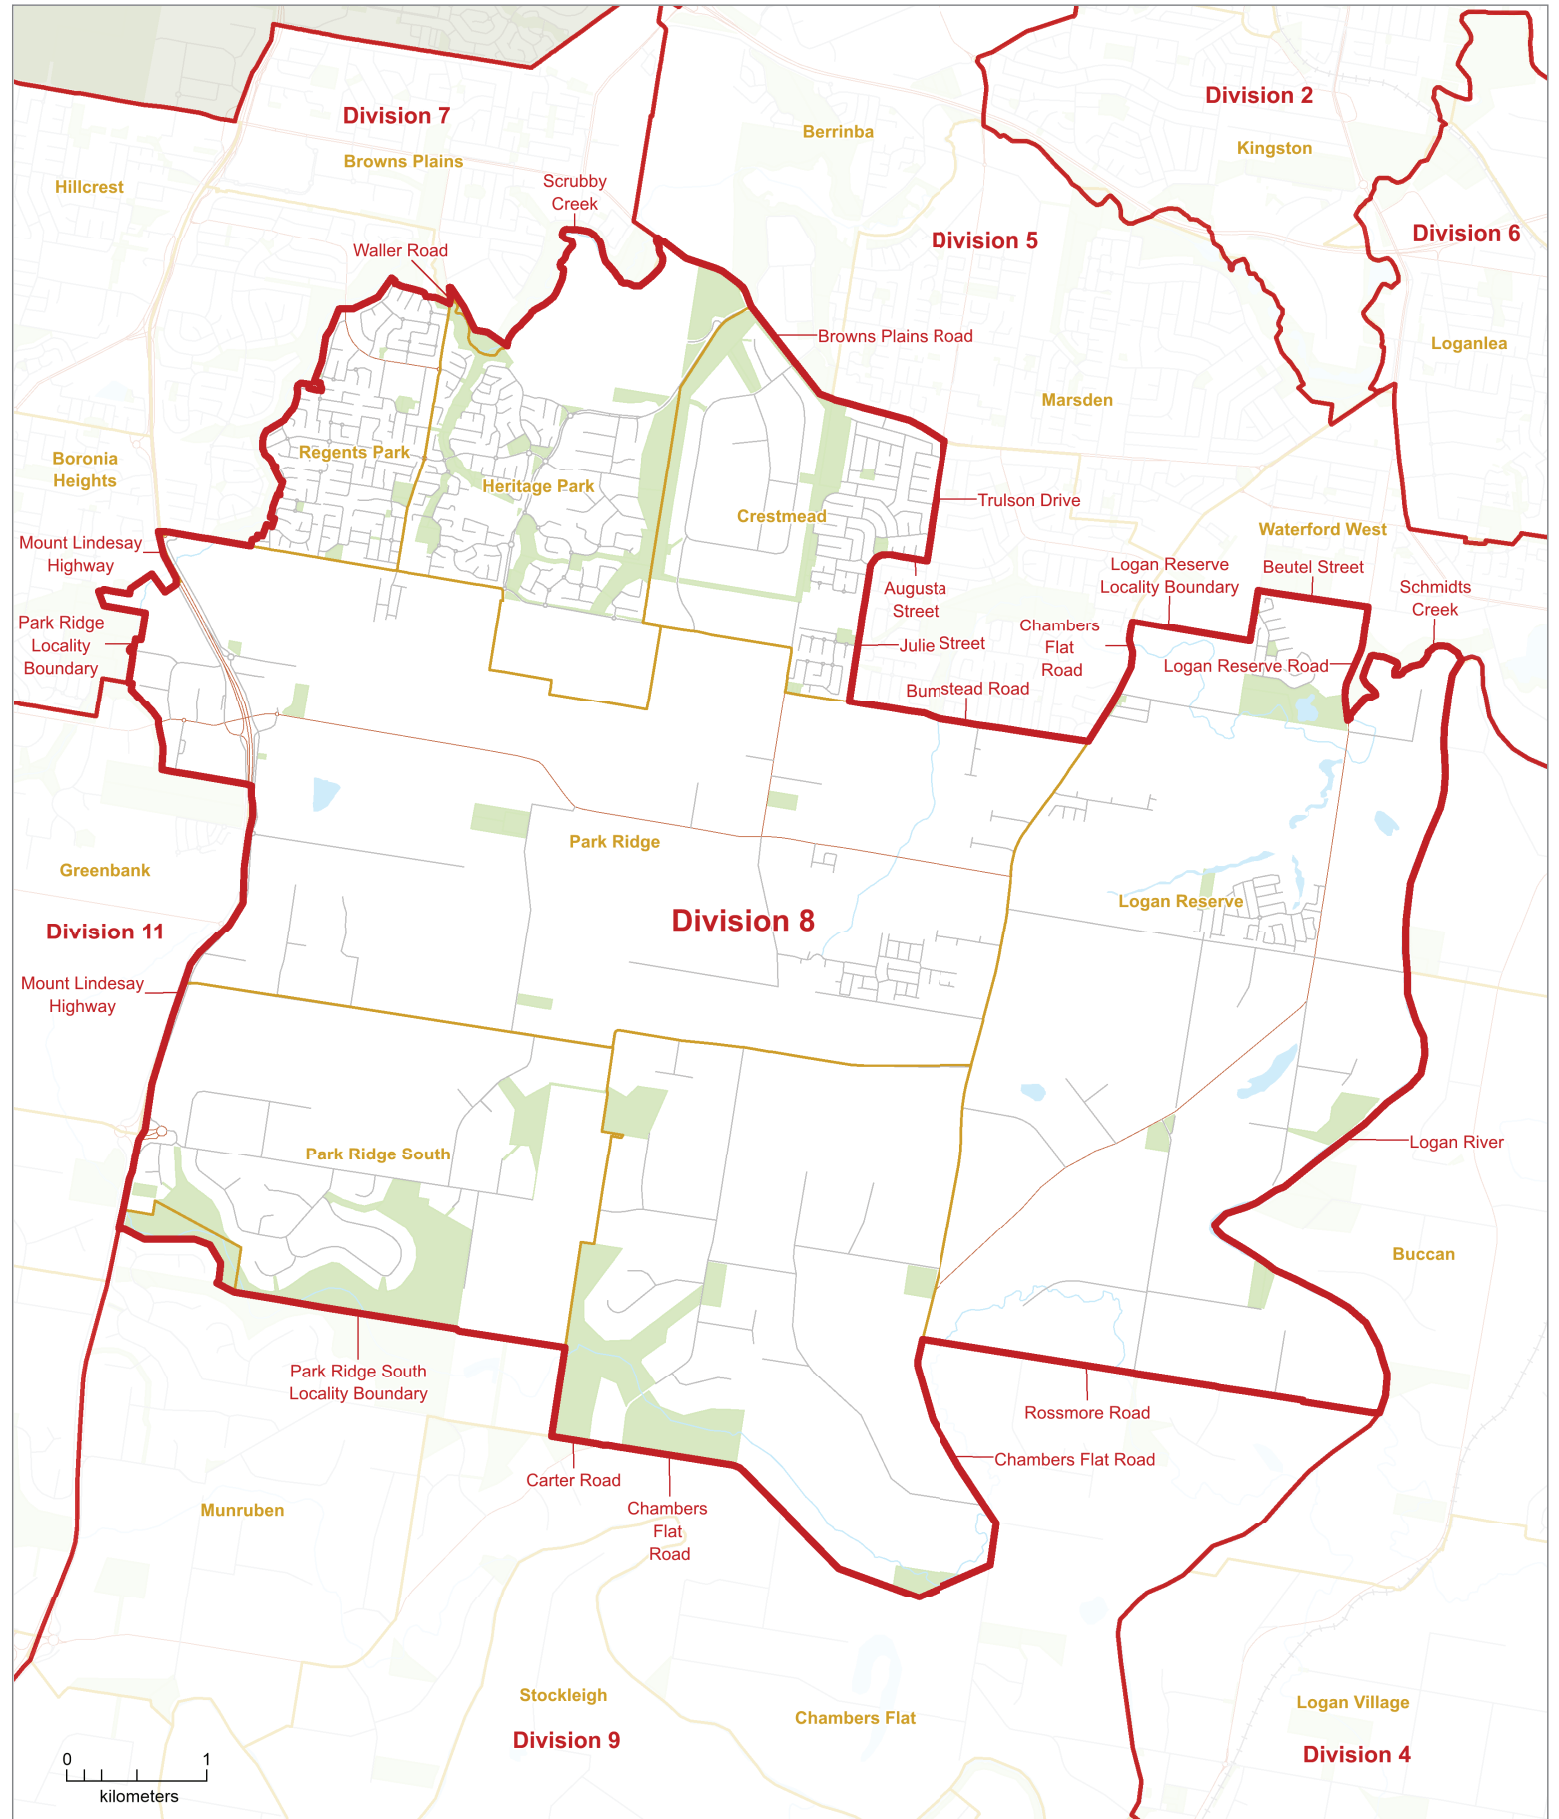 Division 2
Division 7
Berrinba
Kingston
Browns Plains
Hillcrest
Scrubby
Creek
Division 5
Division 6
Waller Road
Browns Plains Road
Loganlea
Marsden
Regents Park
Boronia
Heights
Heritage Park
Trulson Drive
Crestmead
Waterford West
Mount Lindesay
Highway
Logan Reserve
Locality Boundary
Beutel Street
Augusta
Street
Schmidts
Creek
Park Ridge
Locality
Boundary
Chambers
Flat
Road
Julie Street
Logan Reserve Road
Bumstead Road
Park Ridge
Greenbank
Logan Reserve
Division 8
Division 11
Mount Lindesay
Highway
Logan River
Park Ridge South
Buccan
Park Ridge South
Locality Boundary
Rossmore Road
Chambers Flat Road
Carter Road
Munruben
Chambers
Flat
Road
Stockleigh
Chambers Flat
Logan Village
Division 9
Division 4
0 1
kilometers